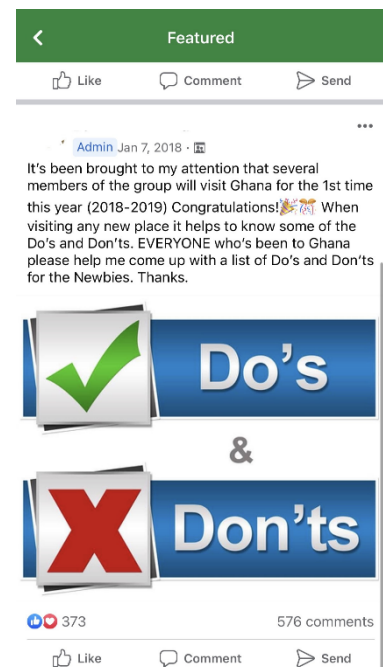 Featured
Like Comment Send
Admin Jan 7, 2018 ·
It's been brought to my attention that several
members of the group will visit Ghana for the 1st time
this year (2018-2019) Congratulations!🎉🎊 When
visiting any new place it helps to know some of the
Do's and Don'ts. EVERYONE who's been to Ghana
please help me come up with a list of Do's and Don'ts
for the Newbies. Thanks.
Do's
&
X Don'ts
373 576 comments
Like Comment Send